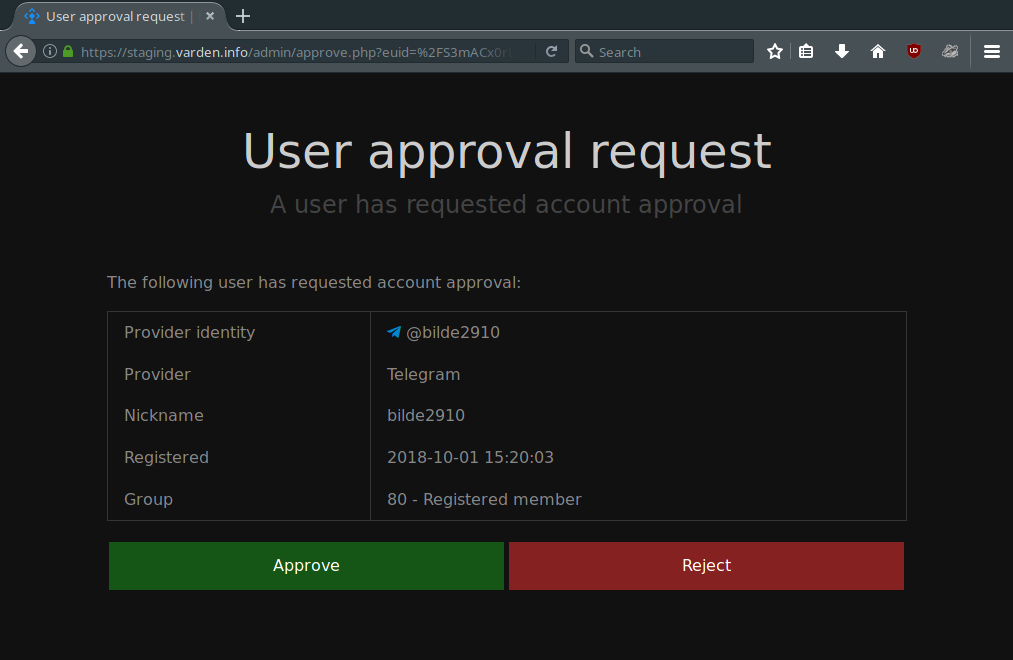 User approval request |
https://staging.varden.info/admin/approve.php?euid=%2FS3mACx0r
Search
User approval request
A user has requested account approval
The following user has requested account approval:
Provider identity @bilde2910
Provider Telegram
Nickname bilde2910
Registered 2018-10-01 15:20:03
Group 80 - Registered member
Approve Reject